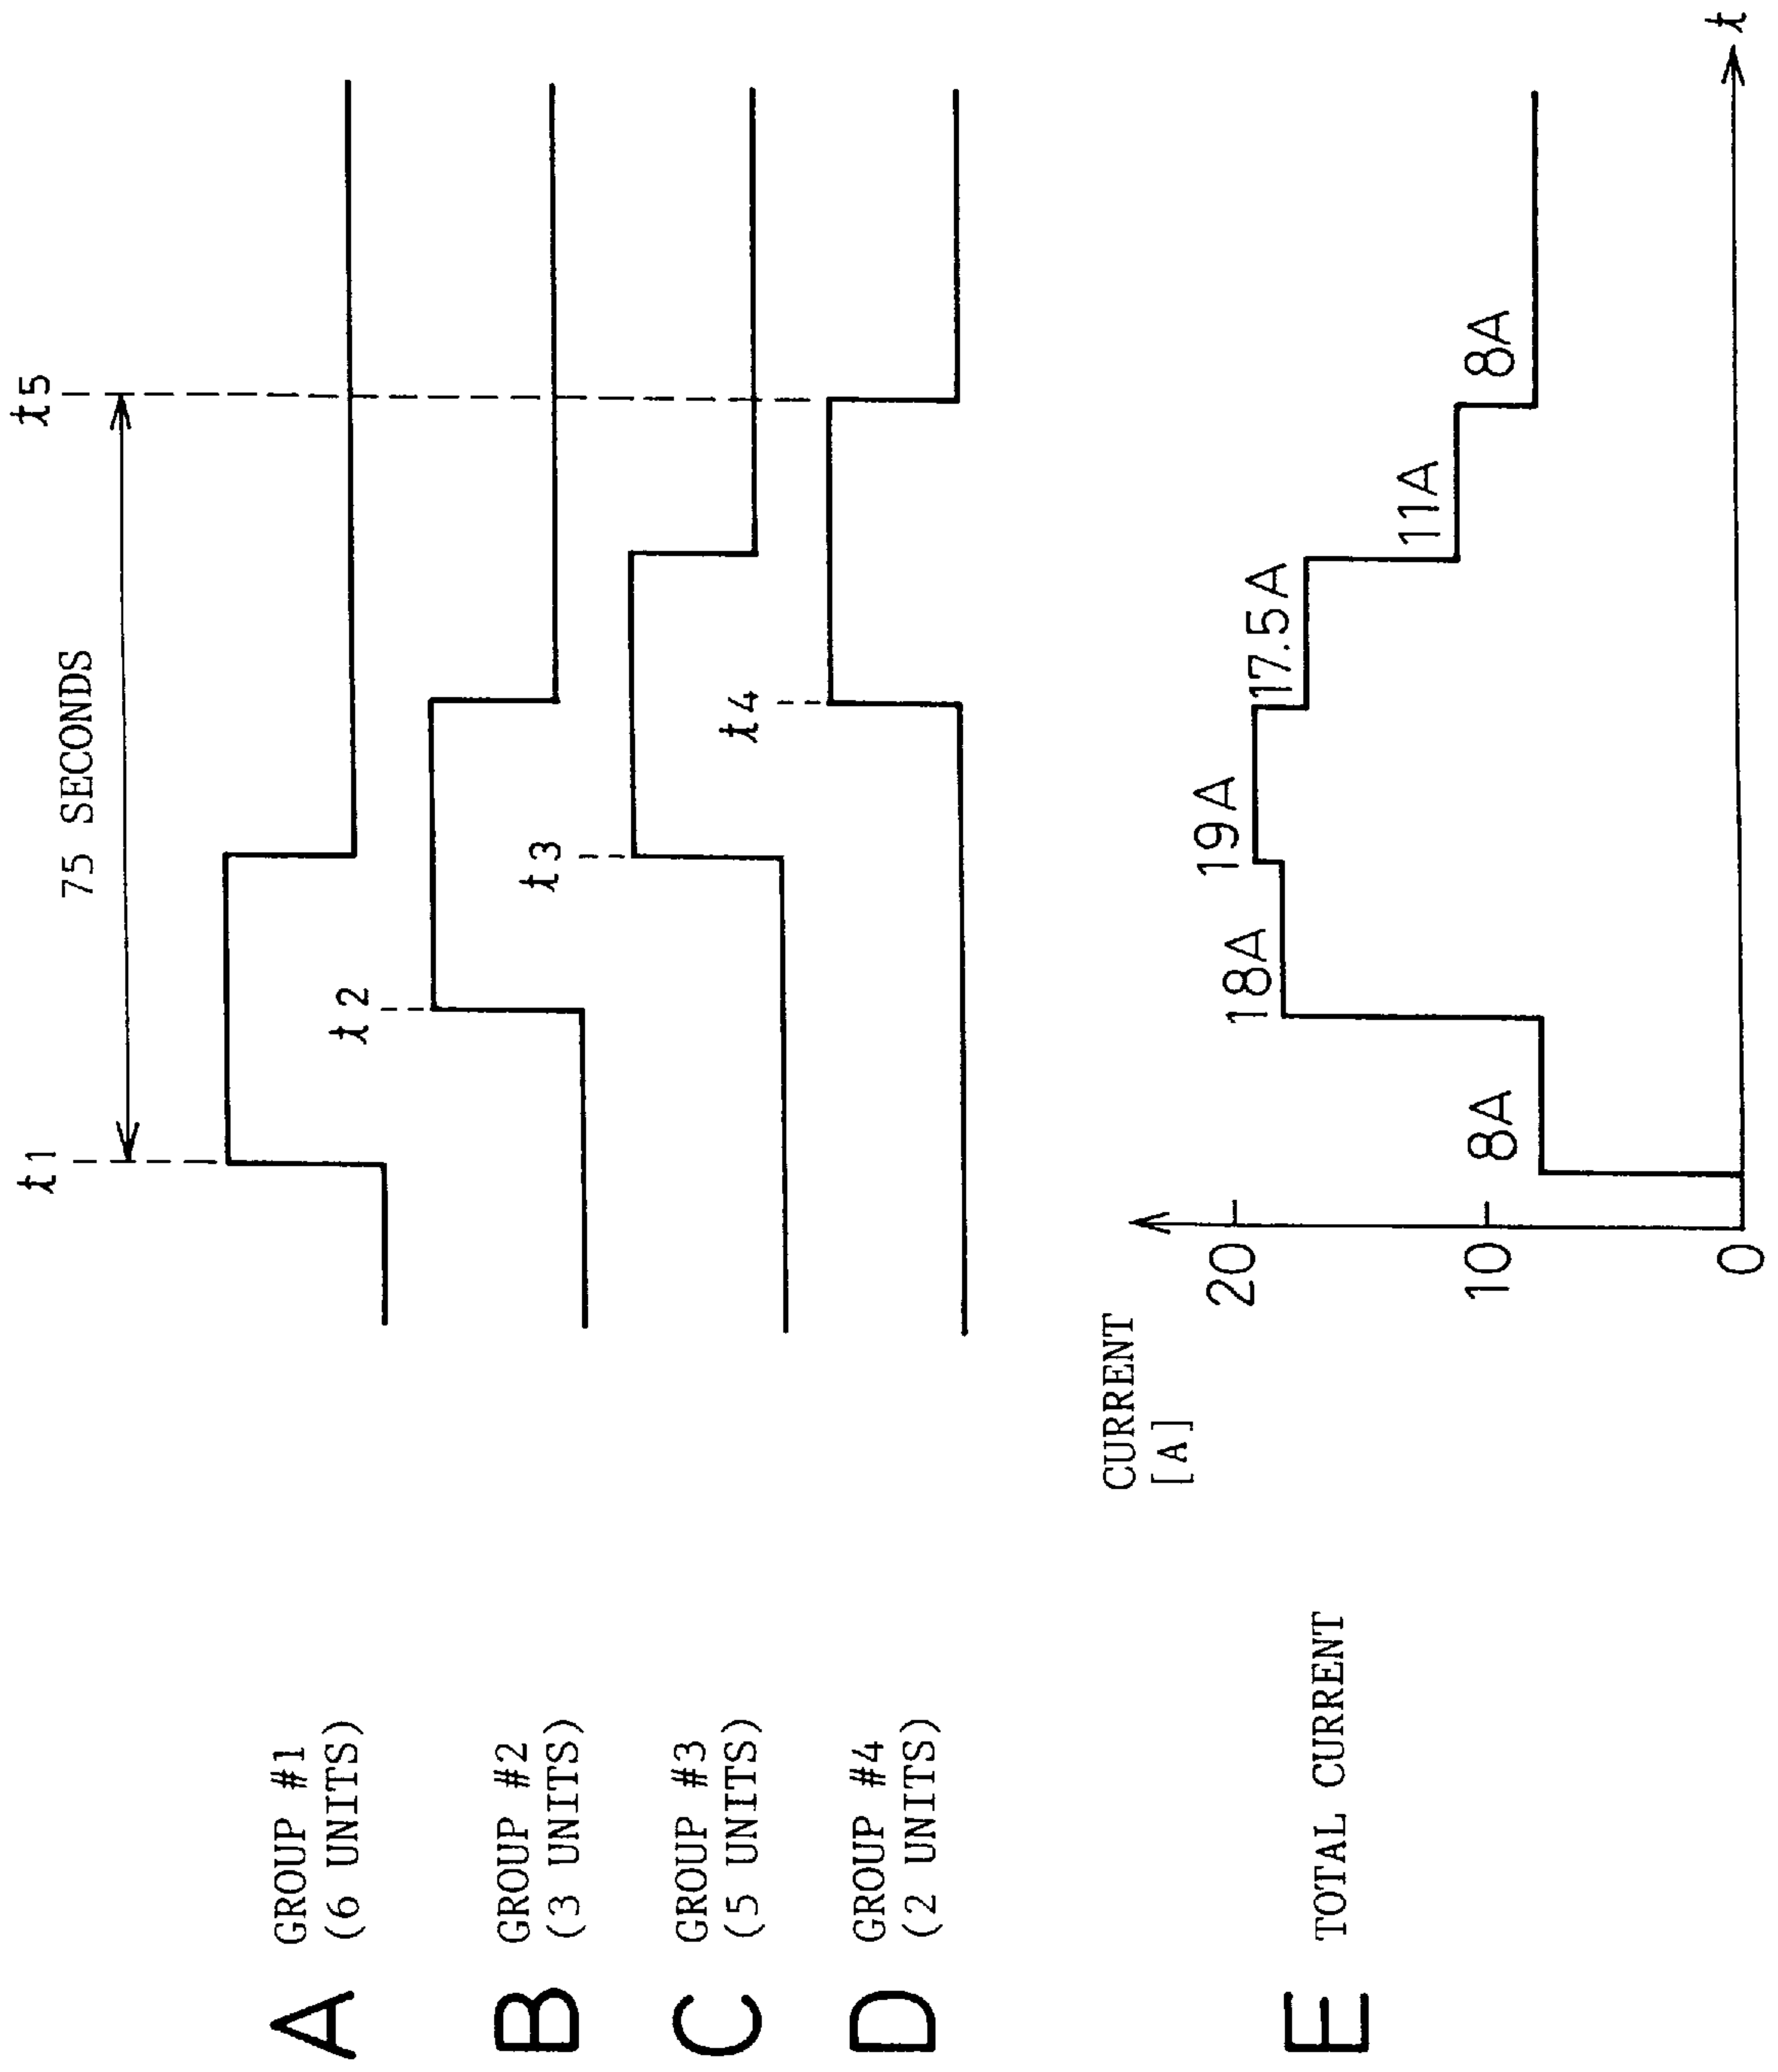 t1
t5
75 SECONDS
A GROUP #1
(6 UNITS)
t2
B GROUP #2
(3 UNITS)
t3
C GROUP #3
(5 UNITS)
t4
D GROUP #4
(2 UNITS)
CURRENT
[A]
20
10
0
8A
18A
19A
17.5A
11A
8A
t
E TOTAL CURRENT